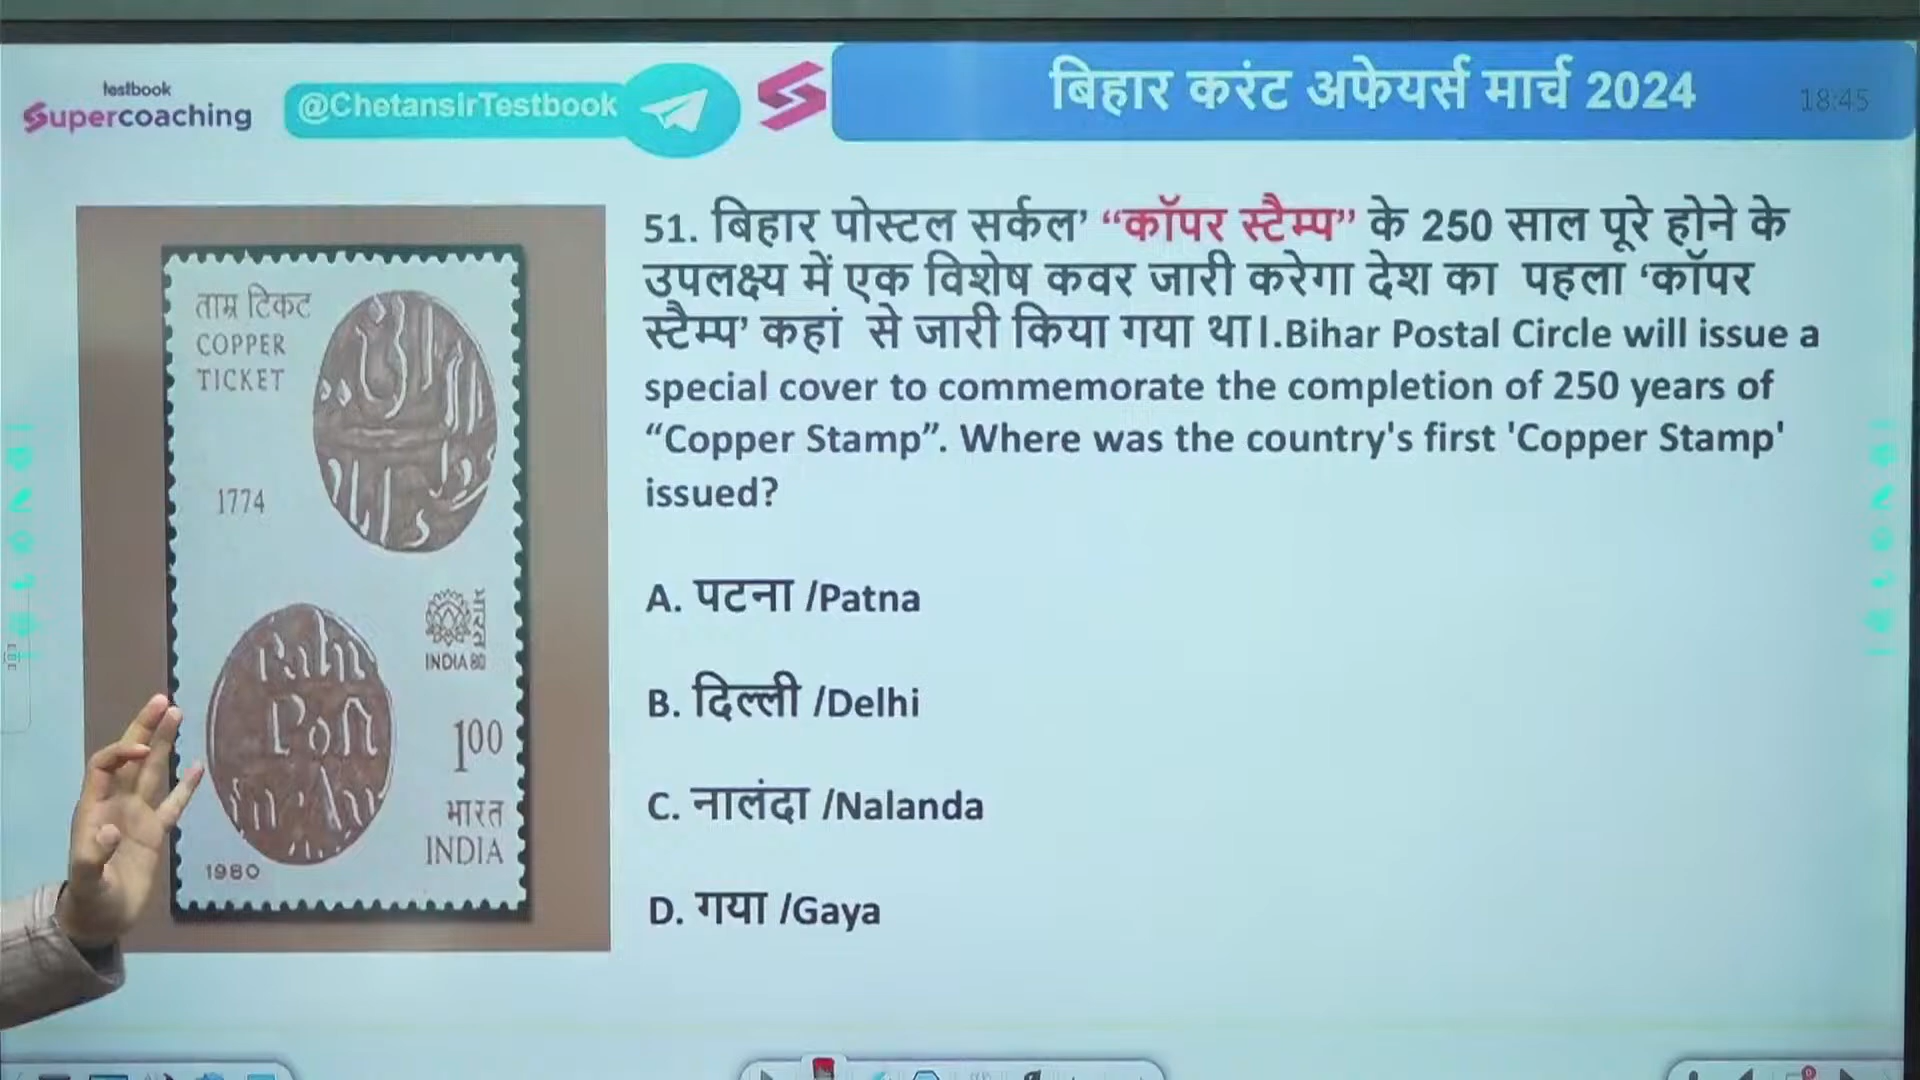 testbook
Supercoaching
@ChetansirTestbook
बिहार करंट अफेयर्स मार्च 2024
18:45
51. बिहार पोस्टल सर्कल’ “कॉपर स्टैम्प” के 250 साल पूरे होने के
उपलक्ष्य में एक विशेष कवर जारी करेगा देश का पहला ‘कॉपर
स्टैम्प’ कहां से जारी किया गया था।.Bihar Postal Circle will issue a
special cover to commemorate the completion of 250 years of
“Copper Stamp”. Where was the country's first 'Copper Stamp'
issued?
A. पटना /Patna
B. दिल्ली /Delhi
C. नालंदा /Nalanda
D. गया /Gaya
ताम्र टिकट
COPPER
TICKET
1774
भारत
INDIA 80
100
भारत
INDIA
1980